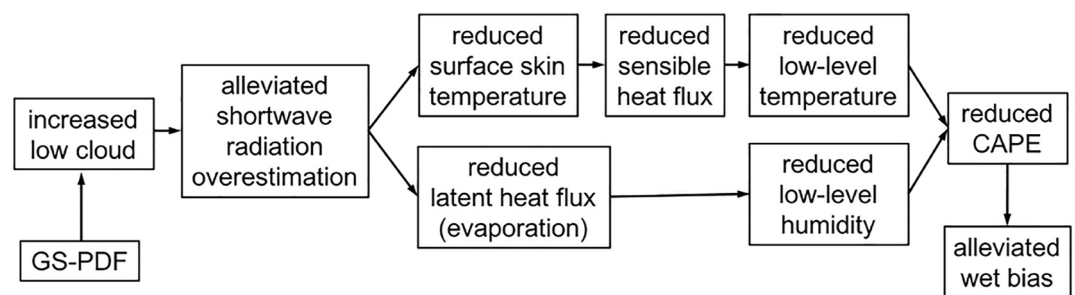 increased
low cloud
GS-PDF
alleviated
shortwave
radiation
overestimation
reduced
surface skin
temperature
reduced
sensible
heat flux
reduced
low-level
temperature
reduced
latent heat flux
(evaporation)
reduced
low-level
humidity
reduced
CAPE
alleviated
wet bias